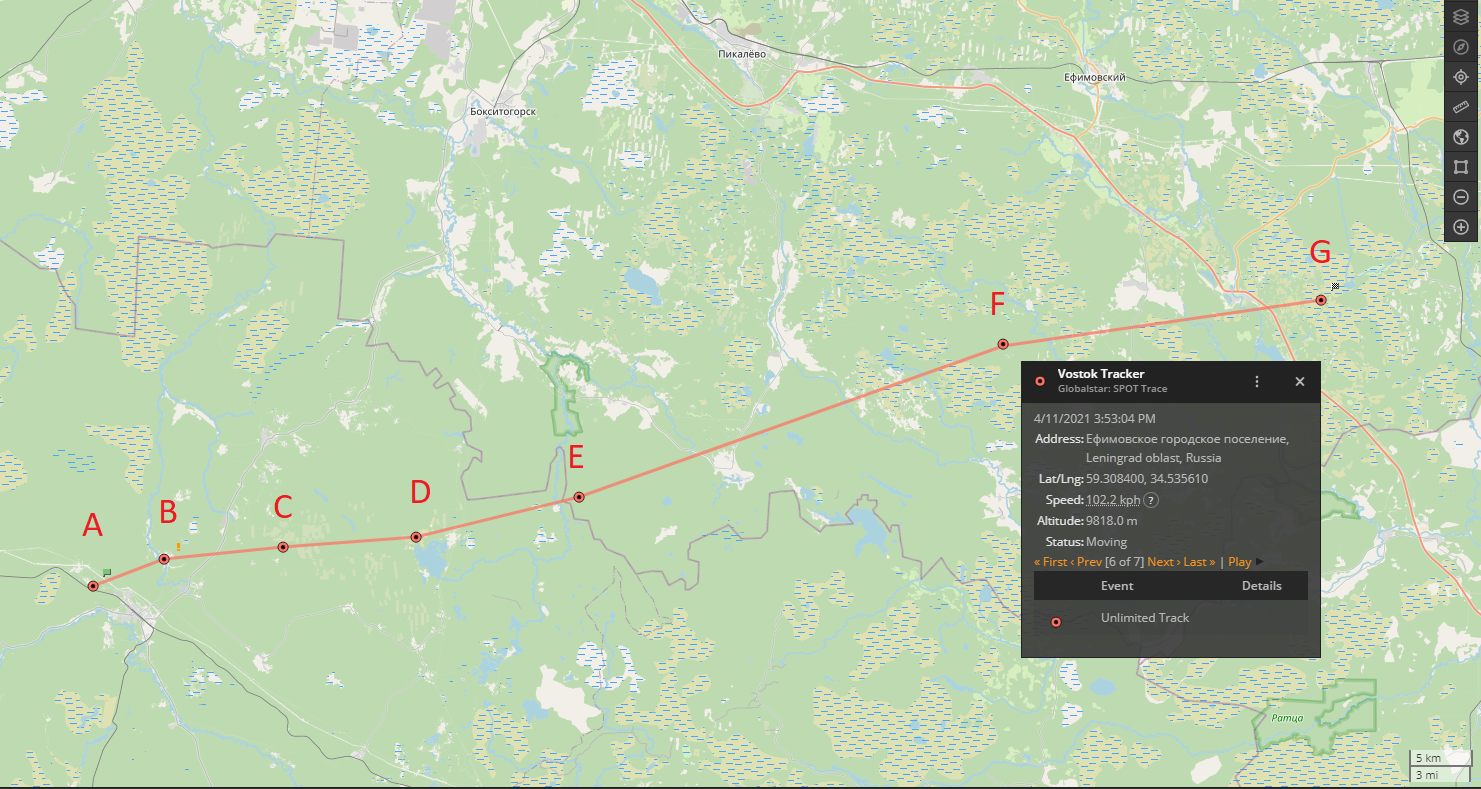 Пикалёво
Ефимовский
Бокситогорск
G
F
Vostok Tracker
Globalstar: SPOT Trace
4/11/2021 3:53:04 PM
Address: Ефимовское городское поселение,
Leningrad oblast, Russia
Lat/Lng: 59.308400, 34.535610
Speed: 102.2 kph ?
Altitude: 9818.0 m
Status: Moving
« First ‹ Prev [6 of 7] Next › Last » | Play
Event Details
Unlimited Track
E
D
C
B
A
Ратца
5 km
3 mi